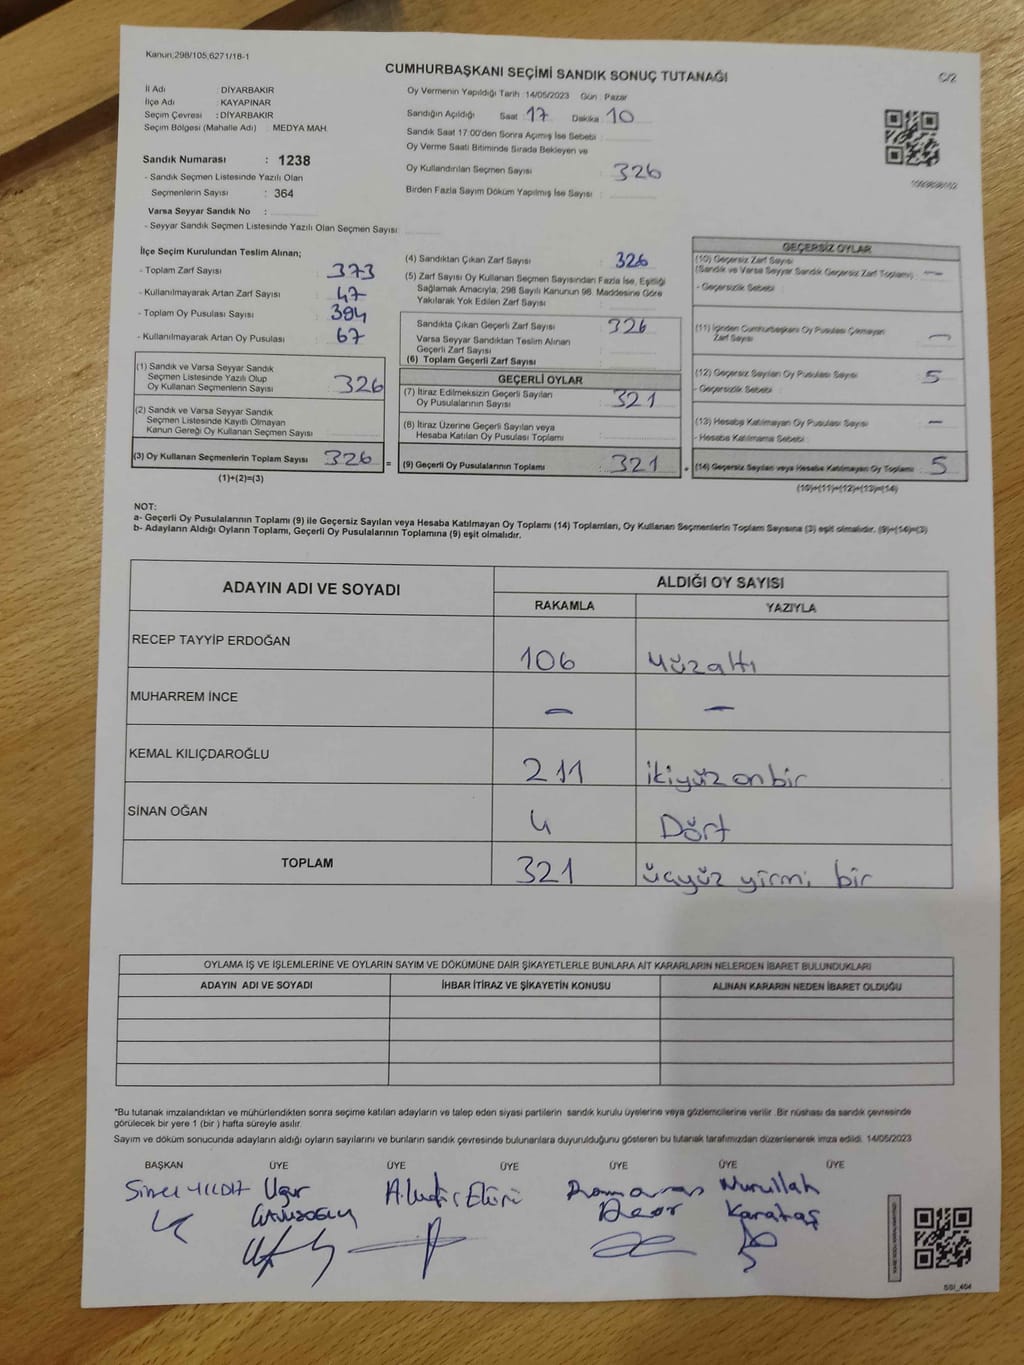 Kanun;298/105,6271/18-1
CUMHURBAŞKANI SEÇİMİ SANDIK SONUÇ TUTANAĞI
C/2
İl Adı : DİYARBAKIR
İlçe Adı : KAYAPINAR
Seçim Çevresi : DİYARBAKIR
Seçim Bölgesi (Mahalle Adı) : MEDYA MAH.
Sandık Numarası : 1238
- Sandık Seçmen Listesinde Yazılı Olan
Seçmenlerin Sayısı : 364
Varsa Seyyar Sandık No :
- Seyyar Sandık Seçmen Listesinde Yazılı Olan Seçmen Sayısı:
Oy Vermenin Yapıldığı Tarih :14/05/2023 Gün : Pazar
Sandığın Açıldığı Saat 17 Dakika 10
Sandık Saat 17:00'den Sonra Açımış İse Sebebi :
Oy Verme Saati Bitiminde Sırada Bekleyen ve
Oy Kullandırılan Seçmen Sayısı : 326
Birden Fazla Sayım Döküm Yapılmış İse Sayısı :
İlçe Seçim Kurulundan Teslim Alınan;
- Toplam Zarf Sayısı : 373
- Kullanılmayarak Artan Zarf Sayısı : 47
- Toplam Oy Pusulası Sayısı : 394
- Kullanılmayarak Artan Oy Pusulası : 67
(1) Sandık ve Varsa Seyyar Sandık
Seçmen Listesinde Yazılı Olup
Oy Kullanan Seçmenlerin Sayısı : 326
(2) Sandık ve Varsa Seyyar Sandık
Seçmen Listesinde Kayıtlı Olmayan
Kanun Gereği Oy Kullanan Seçmen Sayısı :
(3) Oy Kullanan Seçmenlerin Toplam Sayısı : 326 =
(1)+(2)=(3)
(4) Sandıktan Çıkan Zarf Sayısı : 326
(5) Zarf Sayısı Oy Kullanan Seçmen Sayısından Fazla İse, Eşitliği
Sağlamak Amacıyla, 298 Sayılı Kanunun 98. Maddesine Göre
Yakılarak Yok Edilen Zarf Sayısı :
Sandıkta Çıkan Geçerli Zarf Sayısı : 326
Varsa Seyyar Sandıktan Teslim Alınan
Geçerli Zarf Sayısı :
(6) Toplam Geçerli Zarf Sayısı :
GEÇERLİ OYLAR
(7) İtiraz Edilmeksizin Geçerli Sayılan
Oy Pusulalarının Sayısı : 321
(8) İtiraz Üzerine Geçerli Sayılan veya
Hesaba Katılan Oy Pusulası Toplamı :
(9) Geçerli Oy Pusulalarının Toplamı : 321 +
GEÇERSİZ OYLAR
(10) Geçersiz Zarf Sayısı
(Sandık ve Varsa Seyyar Sandık Geçersiz Zarf Toplamı) : —
- Geçersizlik Sebebi :
(11) İçinden Cumhurbaşkanı Oy Pusulası Çıkmayan
Zarf Sayısı : —
(12) Geçersiz Sayılan Oy Pusulası Sayısı : 5
- Geçersizlik Sebebi :
(13) Hesaba Katılmayan Oy Pusulası Sayısı : —
- Hesaba Katılmama Sebebi :
(14) Geçersiz Sayılan veya Hesaba Katılmayan Oy Toplamı : 5
(10)+(11)+(12)+(13)=(14)
NOT:
a- Geçerli Oy Pusulalarının Toplamı (9) ile Geçersiz Sayılan veya Hesaba Katılmayan Oy Toplamı (14) Toplamları, Oy Kullanan Seçmenlerin Toplam Sayısına (3) eşit olmalıdır. (9)+(14)=(3)
b- Adayların Aldığı Oyların Toplamı, Geçerli Oy Pusulalarının Toplamına (9) eşit olmalıdır.
ADAYIN ADI VE SOYADI
ALDIĞI OY SAYISI
RAKAMLA YAZIYLA
RECEP TAYYİP ERDOĞAN 106 Yüzaltı
MUHARREM İNCE — —
KEMAL KILIÇDAROĞLU 211 ikiyüz onbir
SİNAN OĞAN 4 Dört
TOPLAM 321 üçyüz yirmi bir
OYLAMA İŞ VE İŞLEMLERİNE VE OYLARIN SAYIM VE DÖKÜMÜNE DAİR ŞİKAYETLERLE BUNLARA AİT KARARLARIN NELERDEN İBARET BULUNDUKLARI
ADAYIN ADI VE SOYADI İHBAR İTİRAZ VE ŞİKAYETİN KONUSU ALINAN KARARIN NEDEN İBARET OLDUĞU
*Bu tutanak imzalandıktan ve mühürlendikten sonra seçime katılan adayların ve talep eden siyasi partilerin sandık kurulu üyelerine veya gözlemcilerine verilir. Bir nüshası da sandık çevresinde
görülecek bir yere 1 (bir ) hafta süreyle asılır.
Sayım ve döküm sonucunda adayların aldığı oyların sayılarını ve bunların sandık çevresinde bulunanlara duyurulduğunu gösteren bu tutanak tarafımızdan düzenlenerek imza edildi. 14/05/2023
BAŞKAN ÜYE ÜYE ÜYE ÜYE ÜYE ÜYE
Uğur Nurullah
Karataş
SSI_404